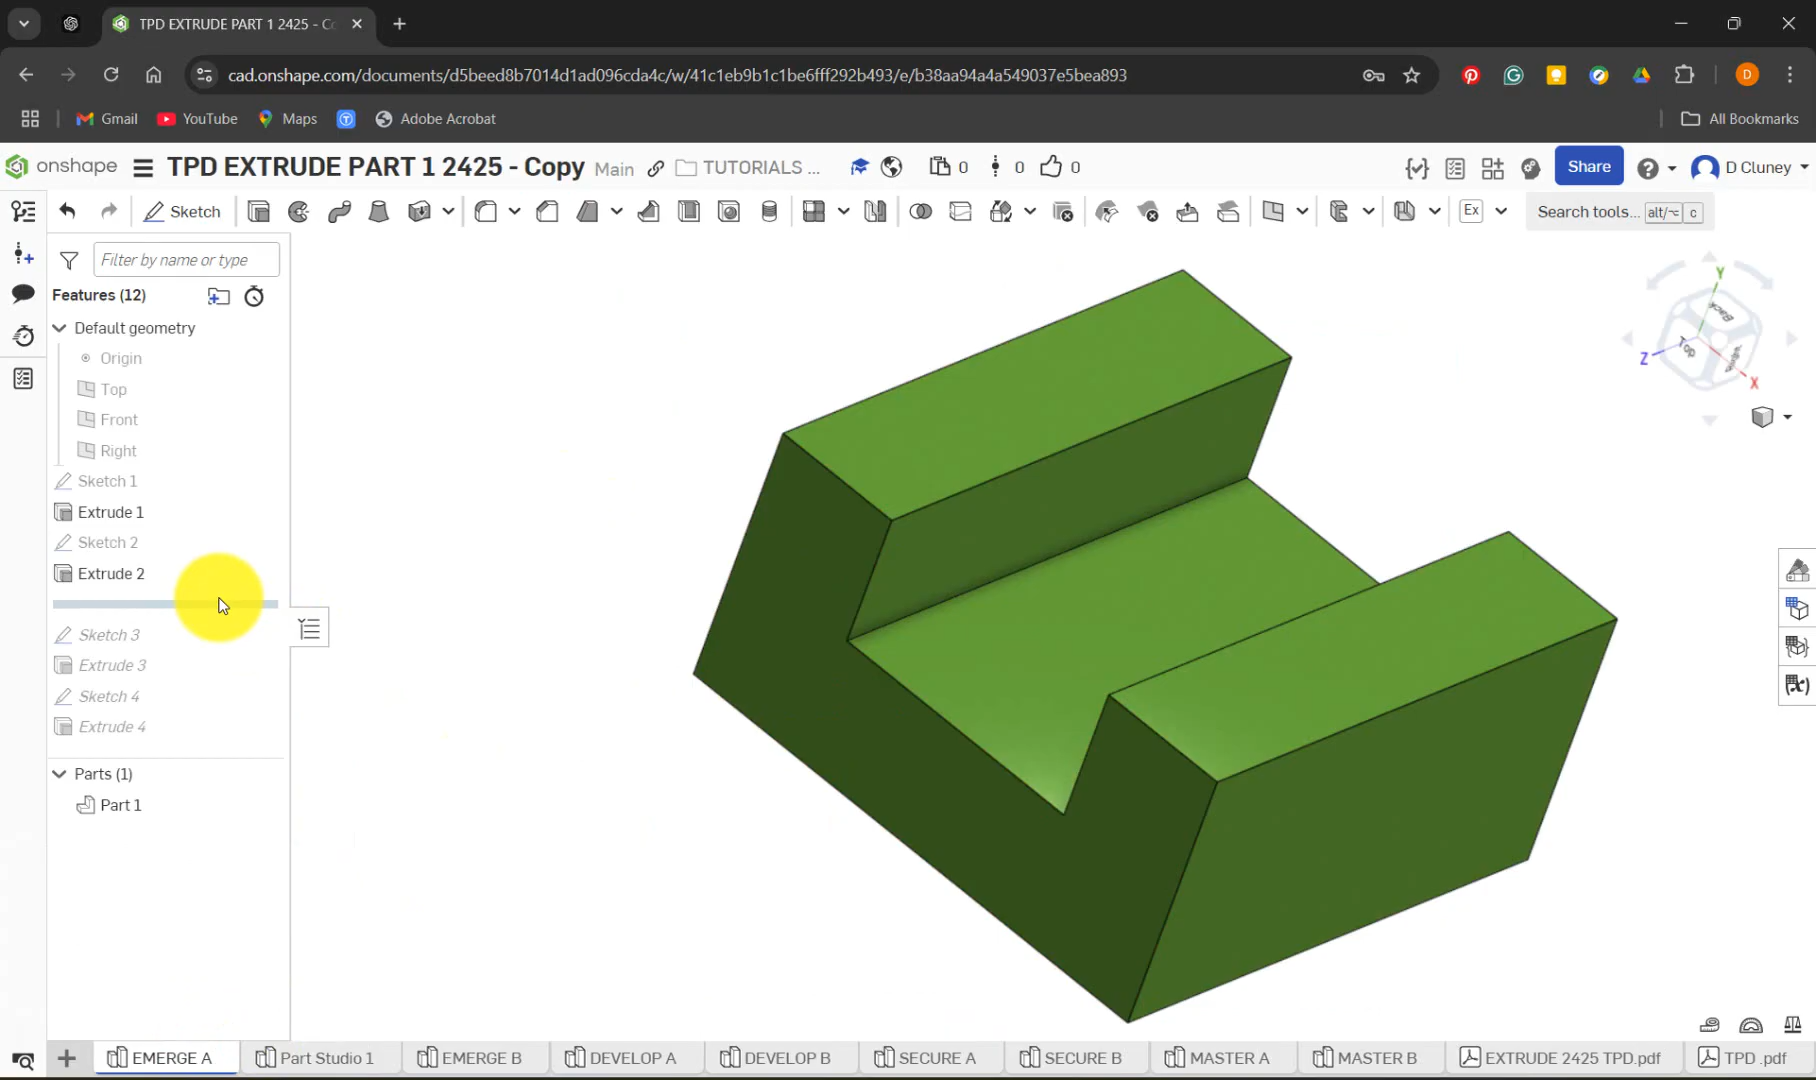 TPD EXTRUDE PART 1 2425 - Co
cad.onshape.com/documents/d5beed8b7014d1ad096cda4c/w/41c1eb9b1c1be6fff292b493/e/b38aa94a4a549037e5bea893
D
Gmail YouTube Maps Adobe Acrobat All Bookmarks
onshape TPD EXTRUDE PART 1 2425 - Copy Main TUTORIALS ... 0 0 0 Share D Cluney
Sketch Ex Search tools... alt/⌥ c
Filter by name or type
Features (12)
Default geometry
Origin
Top
Front
Right
Sketch 1
Extrude 1
Sketch 2
Extrude 2
Sketch 3
Extrude 3
Sketch 4
Extrude 4
Parts (1)
Part 1
Y
Back
Z
Top
Right
X
EMERGE A Part Studio 1 EMERGE B DEVELOP A DEVELOP B SECURE A SECURE B MASTER A MASTER B EXTRUDE 2425 TPD.pdf TPD .pdf